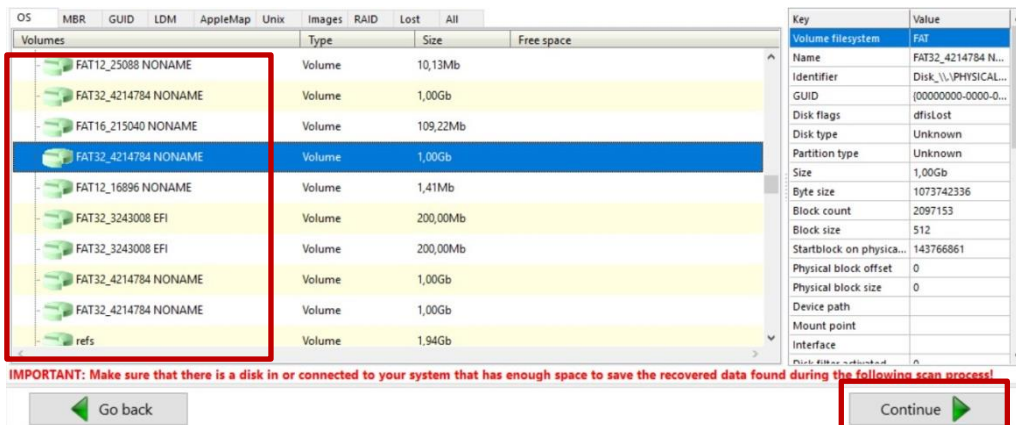 OS MBR GUID LDM AppleMap Unix Images RAID Lost All
Volumes Type Size Free space
FAT12_25088 NONAME Volume 10,13Mb
FAT32_4214784 NONAME Volume 1,00Gb
FAT16_215040 NONAME Volume 109,22Mb
FAT32_4214784 NONAME Volume 1,00Gb
FAT12_16896 NONAME Volume 1,41Mb
FAT32_3243008 EFI Volume 200,00Mb
FAT32_3243008 EFI Volume 200,00Mb
FAT32_4214784 NONAME Volume 1,00Gb
FAT32_4214784 NONAME Volume 1,00Gb
refs Volume 1,94Gb
Key Value
Volume filesystem FAT
Name FAT32_4214784 N...
Identifier Disk_\\.\PHYSICAL...
GUID {00000000-0000-0...
Disk flags dfisLost
Disk type Unknown
Partition type Unknown
Size 1,00Gb
Byte size 1073742336
Block count 2097153
Block size 512
Startblock on physica... 143766861
Physical block offset 0
Physical block size 0
Device path
Mount point
Interface
Disk filter activated 0
IMPORTANT: Make sure that there is a disk in or connected to your system that has enough space to save the recovered data found during the following scan process!
Go back
Continue